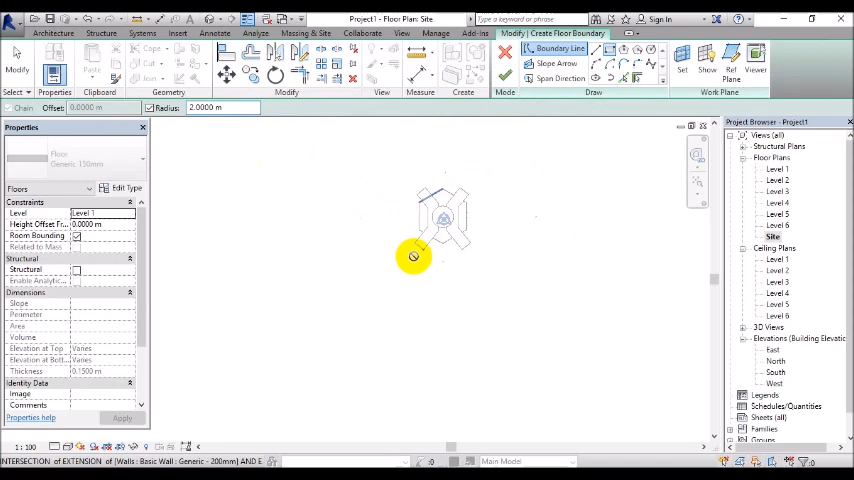 Project1 - Floor Plan: Site
Type a keyword or phrase
Sign In
Architecture Structure Systems Insert Annotate Analyze Massing & Site Collaborate View Manage Add-Ins Modify | Create Floor Boundary
Modify
Paste
Cope
Cut
Join
Boundary Line
Slope Arrow
Span Direction
Set Show Ref Plane Viewer
Select Properties Clipboard Geometry Modify View Measure Create Mode Draw Work Plane
Chain Offset: 0.0000 m Radius: 2.0000 m
Properties
Floor
Generic 150mm
Floors Edit Type
Constraints
Level Level 1
Height Offset Fr... 0.0000 m
Room Bounding
Related to Mass
Structural
Structural
Enable Analytic...
Dimensions
Slope
Perimeter
Area
Volume
Elevation at Top Varies
Elevation at Bott... Varies
Thickness 0.1500 m
Identity Data
Image
Comments
Properties help Apply
Project Browser - Project1
Views (all)
Structural Plans
Floor Plans
Level 1
Level 2
Level 3
Level 4
Level 5
Level 6
Site
Ceiling Plans
Level 1
Level 2
Level 3
Level 4
Level 5
Level 6
3D Views
Elevations (Building Elevatio
East
North
South
West
Legends
Schedules/Quantities
Sheets (all)
Families
Groups
1 : 100
INTERSECTION OF EXTENSION of [Walls : Basic Wall : Generic - 200mm] AND E
:0 Main Model :0